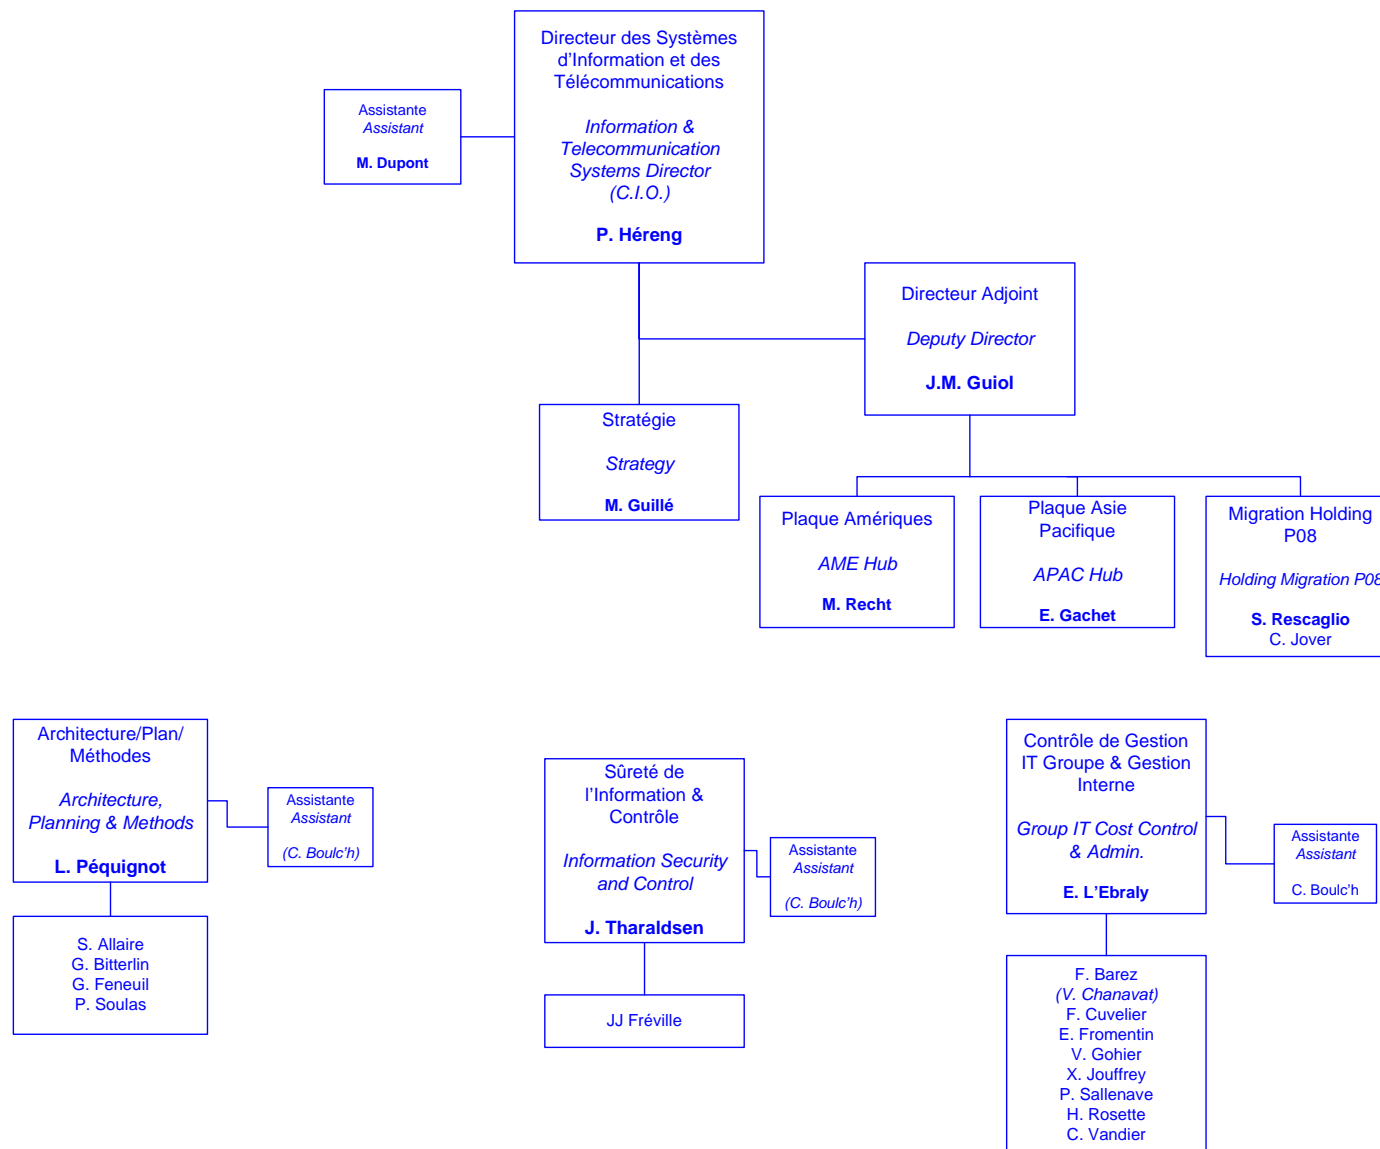 Directeur des Systèmes
d'Information et des
Télécommunications
Information &
Telecommunication
Systems Director
(C.I.O.)
P. Héreng
Assistante
Assistant
M. Dupont
Directeur Adjoint
Deputy Director
J.M. Guiol
Stratégie
Strategy
M. Guillé
Plaque Amériques
AME Hub
M. Recht
Plaque Asie
Pacifique
APAC Hub
E. Gachet
Migration Holding
P08
Holding Migration P08
S. Rescaglio
C. Jover
Architecture/Plan/
Méthodes
Architecture,
Planning & Methods
L. Péquignot
Assistante
Assistant
(C. Boulc'h)
S. Allaire
G. Bitterlin
G. Feneuil
P. Soulas
Sûreté de
l'Information &
Contrôle
Information Security
and Control
J. Tharaldsen
Assistante
Assistant
(C. Boulc'h)
JJ Fréville
Contrôle de Gestion
IT Groupe & Gestion
Interne
Group IT Cost Control
& Admin.
E. L'Ebraly
Assistante
Assistant
C. Boulc'h
F. Barez
(V. Chanavat)
F. Cuvelier
E. Fromentin
V. Gohier
X. Jouffrey
P. Sallenave
H. Rosette
C. Vandier